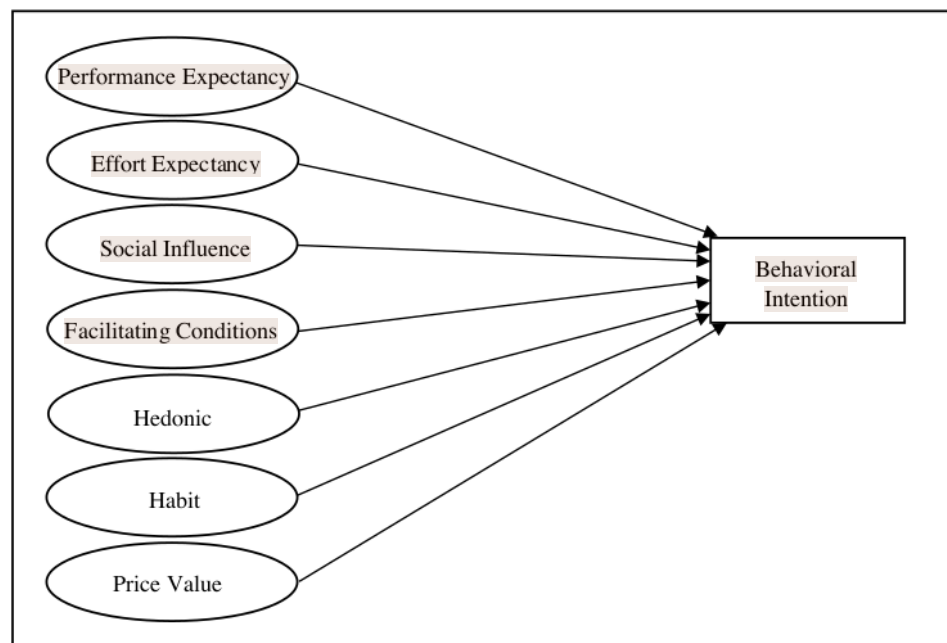 Performance Expectancy
Effort Expectancy
Social Influence
Facilitating Conditions
Hedonic
Habit
Price Value
Behavioral
Intention